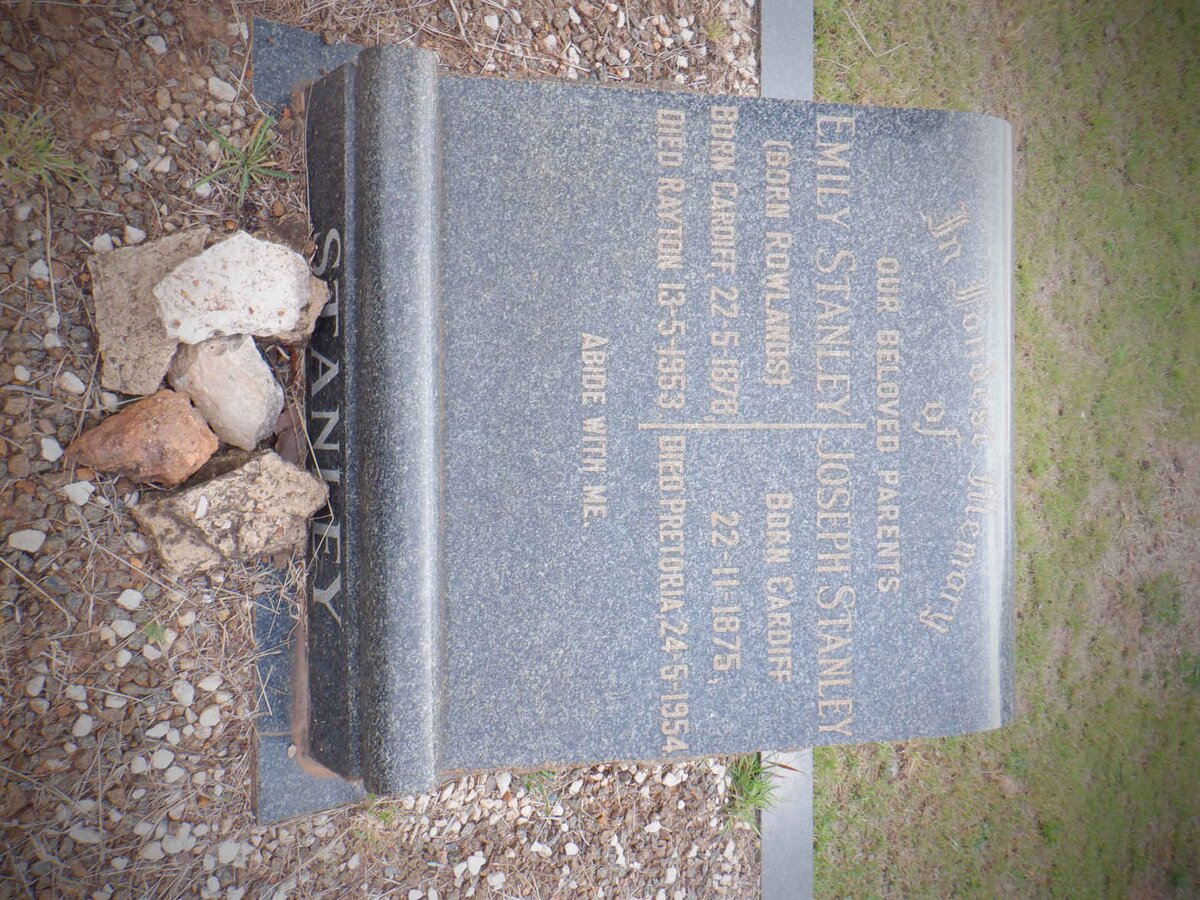 In Fondest Memory
of
OUR BELOVED PARENTS
EMILY STANLEY
(BORN ROWLANDS)
BORN CARDIFF, 22-5-1878,
DIED RAYTON 13-5-1953
JOSEPH STANLEY
BORN CARDIFF
22-11-1875,
DIED PRETORIA, 24-5-1954
ABIDE WITH ME.
STANLEY